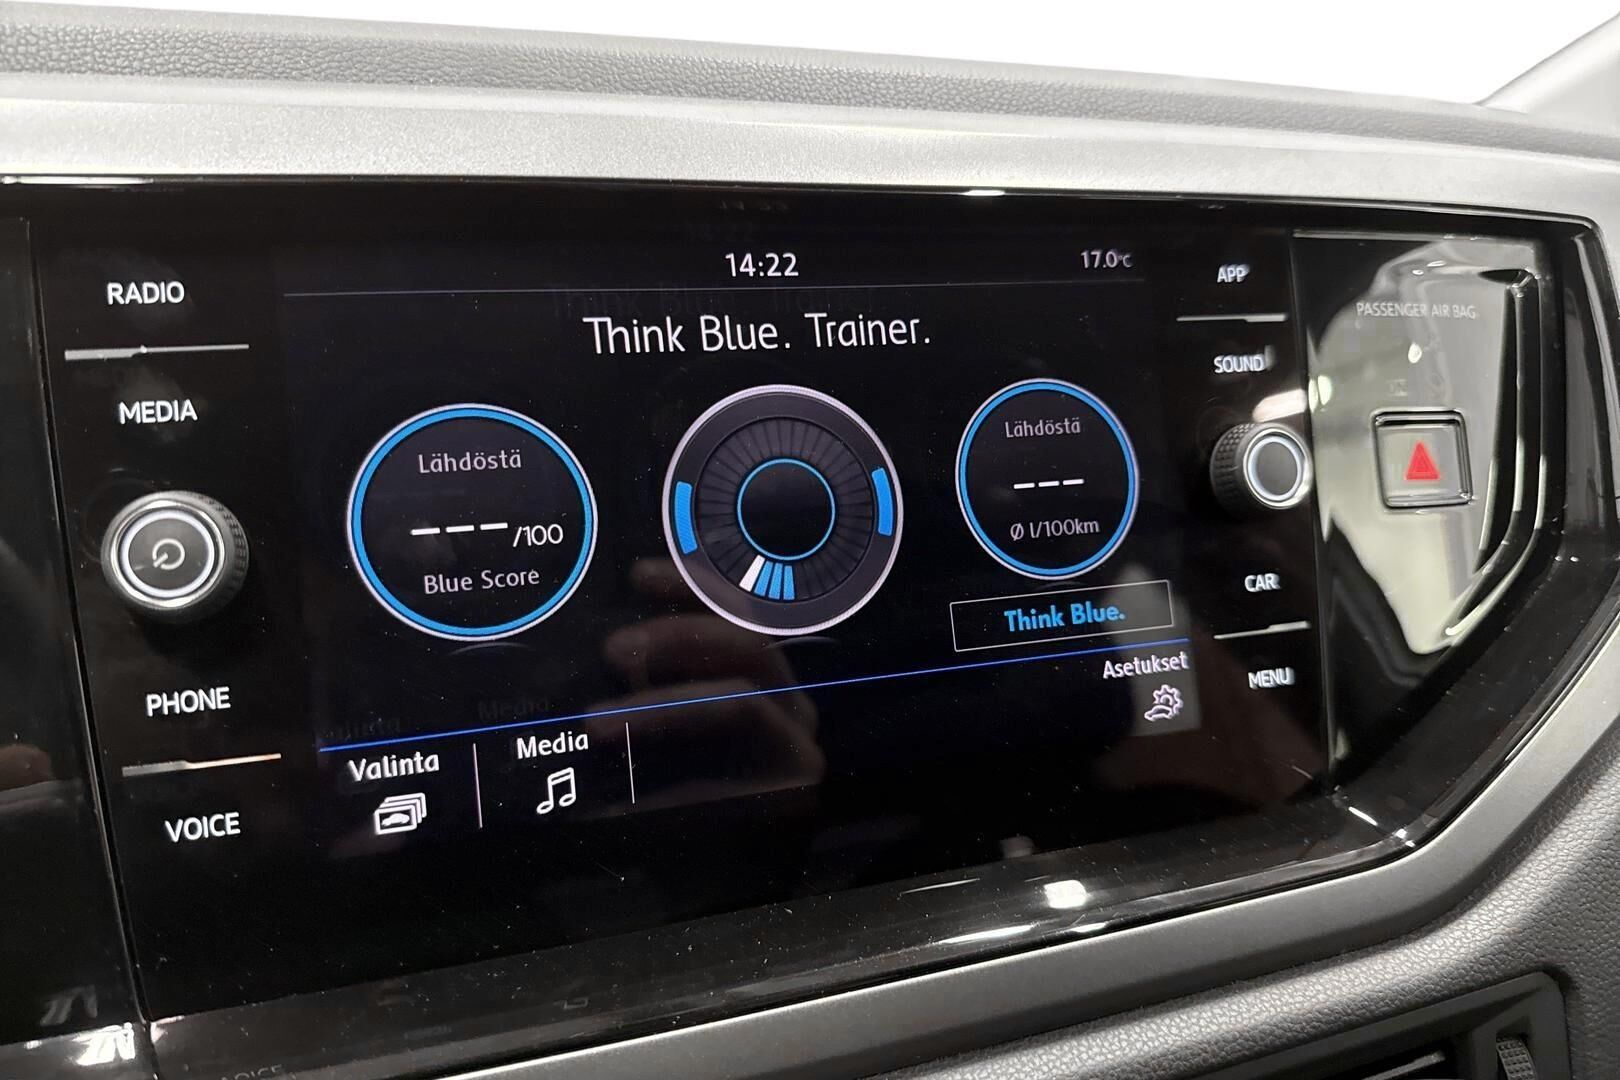 RADIO
MEDIA
PHONE
VOICE
14:22
17.0°C
Think Blue. Trainer.
Lähdöstä
---/100
Blue Score
Lähdöstä
---
Ø l/100km
Think Blue.
Asetukset
Valinta
Media
APP
SOUND
CAR
MENU
PASSENGER AIR BAG